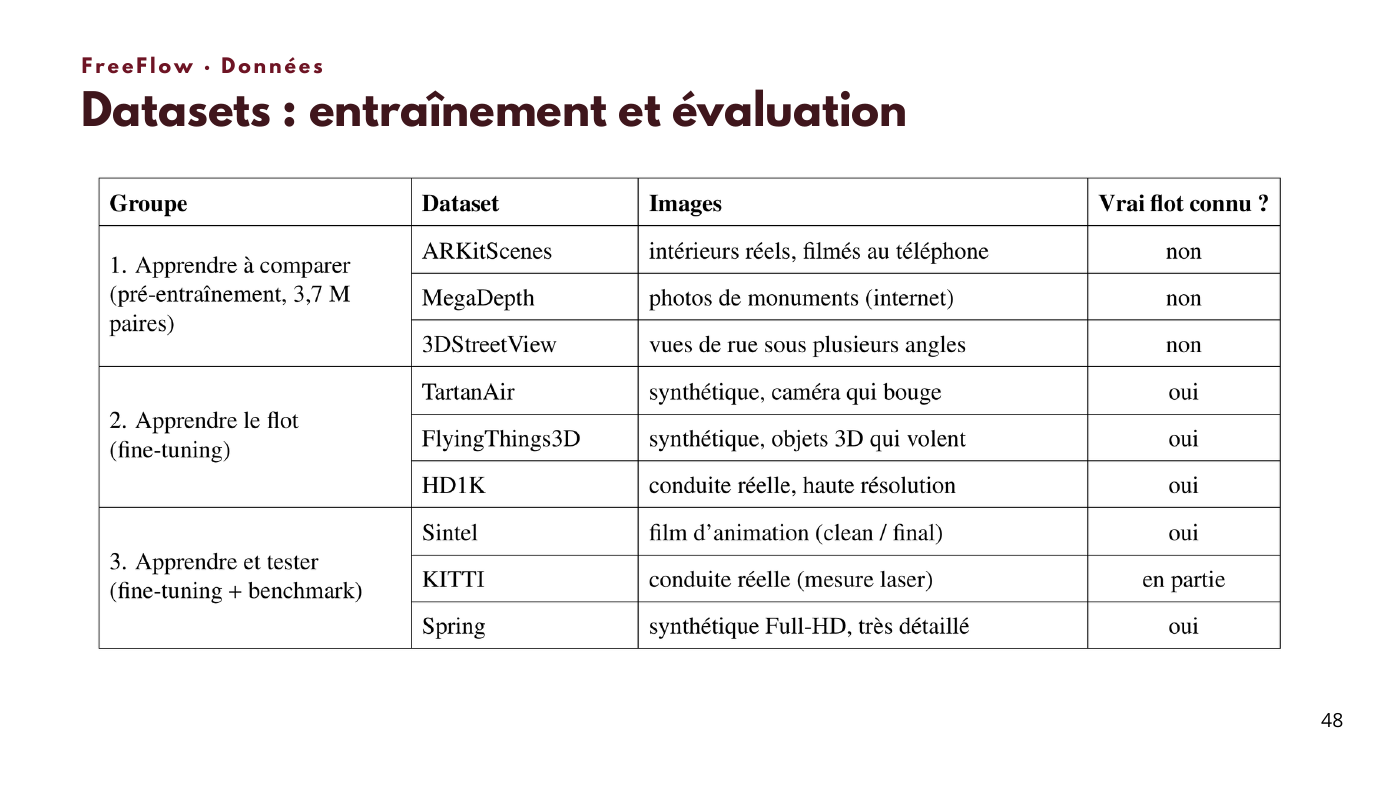 FreeFlow · Données
Datasets : entraînement et évaluation
Groupe Dataset Images Vrai flot connu ?
1. Apprendre à comparer
(pré-entraînement, 3,7 M
paires)
ARKitScenes intérieurs réels, filmés au téléphone non
MegaDepth photos de monuments (internet) non
3DStreetView vues de rue sous plusieurs angles non
2. Apprendre le flot
(fine-tuning)
TartanAir synthétique, caméra qui bouge oui
FlyingThings3D synthétique, objets 3D qui volent oui
HD1K conduite réelle, haute résolution oui
3. Apprendre et tester
(fine-tuning + benchmark)
Sintel film d’animation (clean / final) oui
KITTI conduite réelle (mesure laser) en partie
Spring synthétique Full-HD, très détaillé oui
48